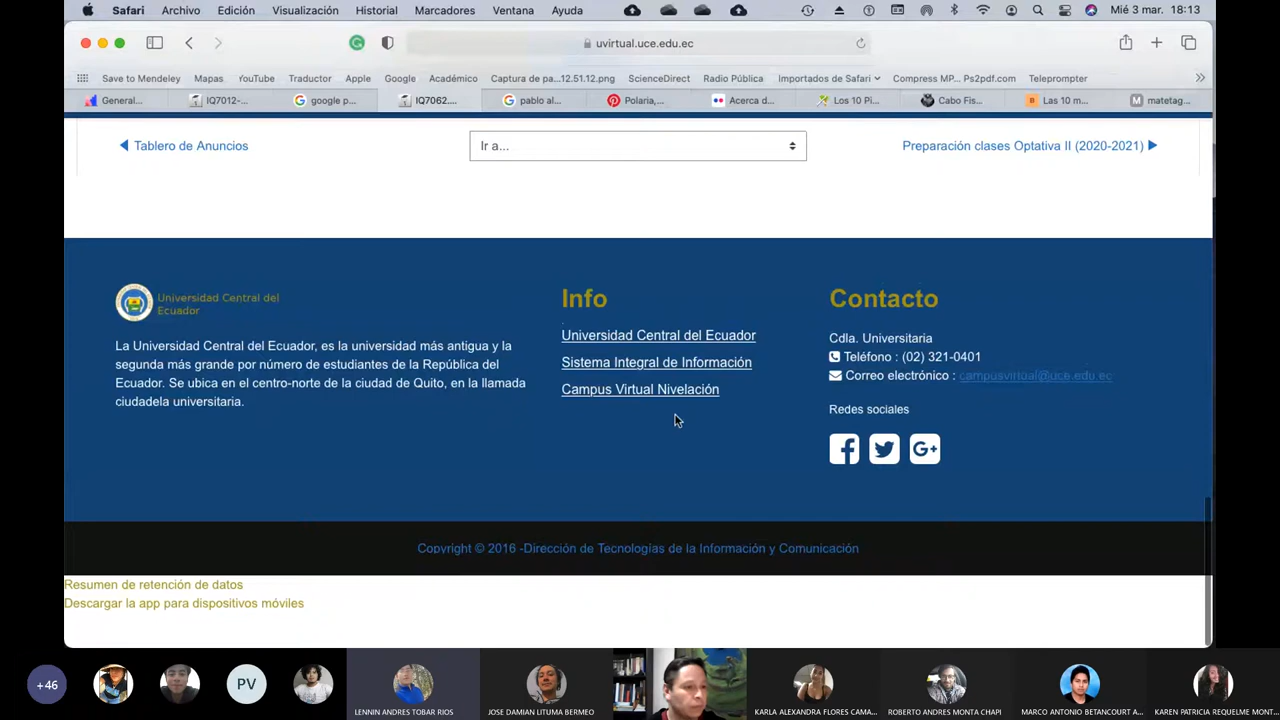 Safari Archivo Edición Visualización Historial Marcadores Ventana Ayuda Mié 3 mar. 18:13
uvirtual.uce.edu.ec
Save to Mendeley Mapas YouTube Traductor Apple Google Académico Captura de pa...12.51.12.png ScienceDirect Radio Pública Importados de Safari Compress MP... Ps2pdf.com Teleprompter
General... IQ7012-... google p... IQ7062.... pablo al... Polaria,... Acerca d... Los 10 Pi... Cabo Fis... Las 10 m... matetag...
Tablero de Anuncios
Ir a...
Preparación clases Optativa II (2020-2021)
Universidad Central del
Ecuador
La Universidad Central del Ecuador, es la universidad más antigua y la
segunda más grande por número de estudiantes de la República del
Ecuador. Se ubica en el centro-norte de la ciudad de Quito, en la llamada
ciudadela universitaria.
Info
Universidad Central del Ecuador
Sistema Integral de Información
Campus Virtual Nivelación
Contacto
Cdla. Universitaria
Teléfono : (02) 321-0401
Correo electrónico : campusvirtual@uce.edu.ec
Redes sociales
Copyright © 2016 -Dirección de Tecnologías de la Información y Comunicación
Resumen de retención de datos
Descargar la app para dispositivos móviles
+46
PV
LENNIN ANDRES TOBAR RIOS
JOSE DAMIAN LITUMA BERMEO
KARLA ALEXANDRA FLORES CAMA...
ROBERTO ANDRES MONTA CHAPI
MARCO ANTONIO BETANCOURT A...
KAREN PATRICIA REQUELME MONT...